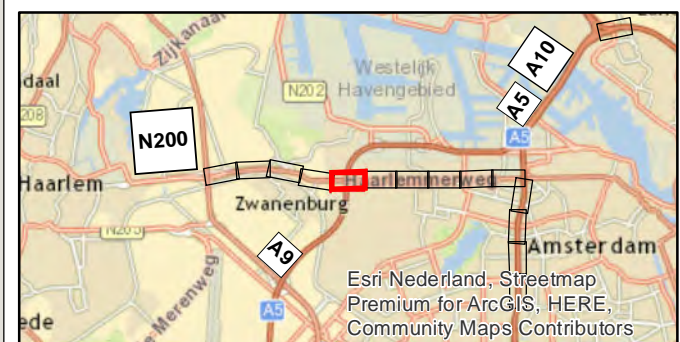 Zijkanaal
Westelijk
Havengebied
N202
A10
A5
A5
daal
208
N200
Haarlem
Haarlemmerweg
Zwanenburg
N205
Amsterdam
A9
A5
Merenweg
ede
Esri Nederland, Streetmap
Premium for ArcGIS, HERE,
Community Maps Contributors